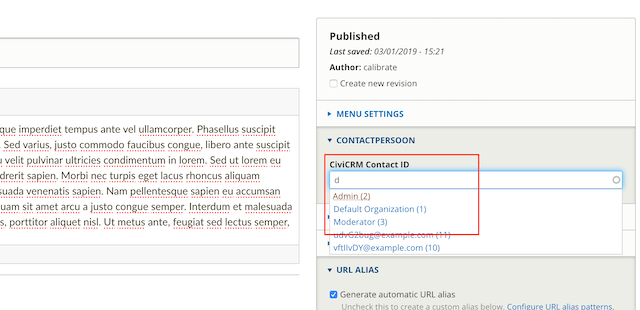 que imperdiet tempus ante vel ullamcorper. Phasellus suscipit
. Sed varius, justo commodo faucibus congue, libero ante suscipit
u velit pulvinar ultricies condimentum in lorem. Sed ut lorem eu
drerit sapien. Morbi nec turpis eget lacus rhoncus aliquam
suada venenatis sapien. Nam pellentesque sapien eu accumsan
quam sit amet arcu a justo congue semper. Interdum et malesuada
s, porttitor aliquet nisl. Ut metus ante, feugiat sed lectus semper,
Published
Last saved: 03/01/2019 - 15:21
Author: calibrate
Create new revision
MENU SETTINGS
CONTACTPERSOON
CiviCRM Contact ID
d
Admin (2)
Default Organization (1)
Moderator (3)
udvG2bug@example.com (11)
vftIlvDY@example.com (10)
URL ALIAS
Generate automatic URL alias
Uncheck this to create a custom alias below. Configure URL alias patterns.